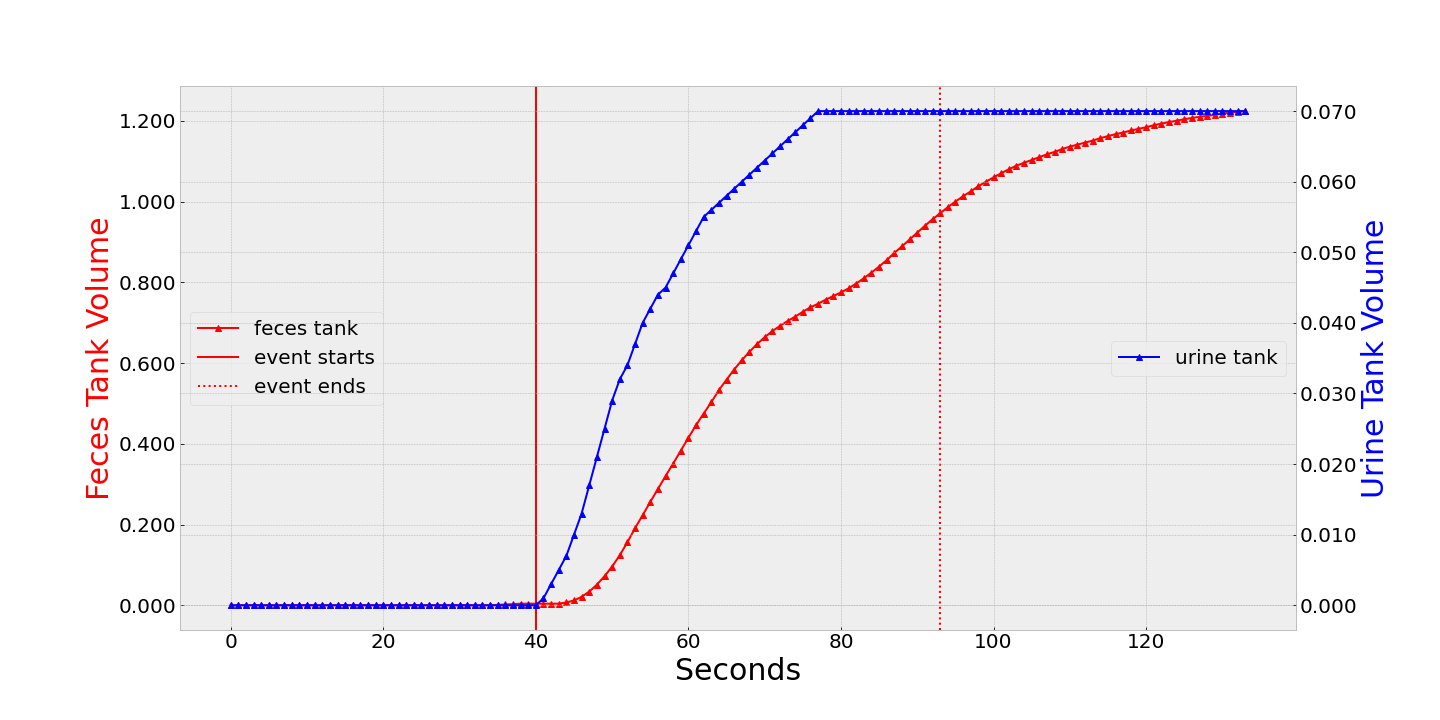 Feces Tank Volume
1.200
1.000
0.800
0.600
0.400
0.200
0.000
feces tank
event starts
event ends
urine tank
0.070
0.060
0.050
0.040
0.030
0.020
0.010
0.000
Urine Tank Volume
0 20 40 60 80 100 120
Seconds